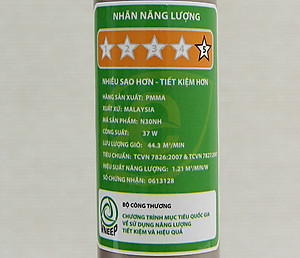 NHÃN NĂNG LƯỢNG
1 2 3 4 5
NHIỀU SAO HƠN - TIẾT KIỆM HƠN
HÃNG SẢN XUẤT: PMMA
XUẤT XỨ: MALAYSIA
MÃ SẢN PHẨM: N30NH
CÔNG SUẤT: 37 W
LƯU LƯỢNG GIÓ: 44.3 M³/MIN
TIÊU CHUẨN: TCVN 7826:2007 & TCVN 7827:200
HIỆU SUẤT NĂNG LƯỢNG: 1.21 M³/MIN/W
SỐ CHỨNG NHẬN: 0613128
BỘ CÔNG THƯƠNG
CHƯƠNG TRÌNH MỤC TIÊU QUỐC GIA
VỀ SỬ DỤNG NĂNG LƯỢNG
TIẾT KIỆM VÀ HIỆU QUẢ
VNEEP